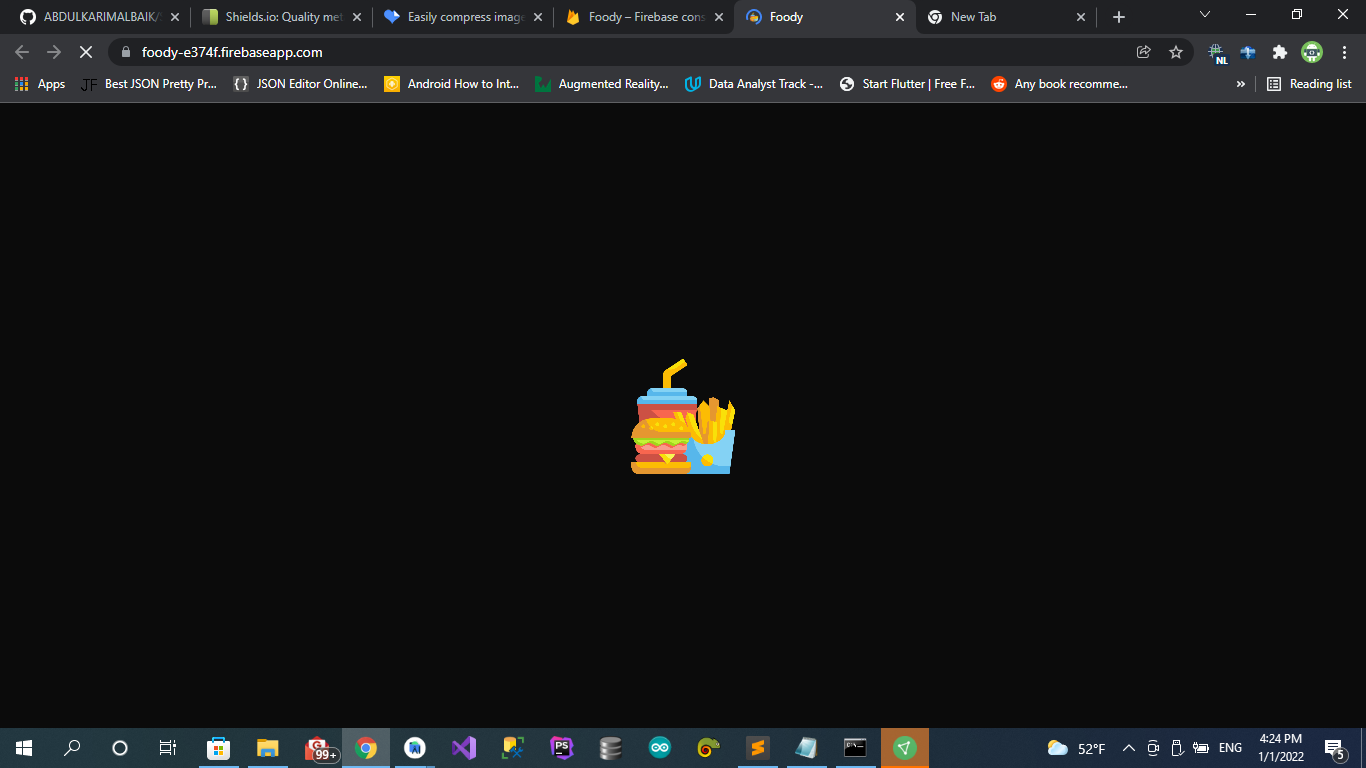 ABDULKARIMALBAIK/
Shields.io: Quality met
Easily compress image
Foody – Firebase cons
Foody
New Tab
foody-e374f.firebaseapp.com
NL
Apps
JF Best JSON Pretty Pr...
{} JSON Editor Online...
Android How to Int...
Augmented Reality...
Data Analyst Track -...
Start Flutter | Free F...
Any book recomme...
»
Reading list
99+
PS
52°F
ENG
4:24 PM
1/1/2022
5